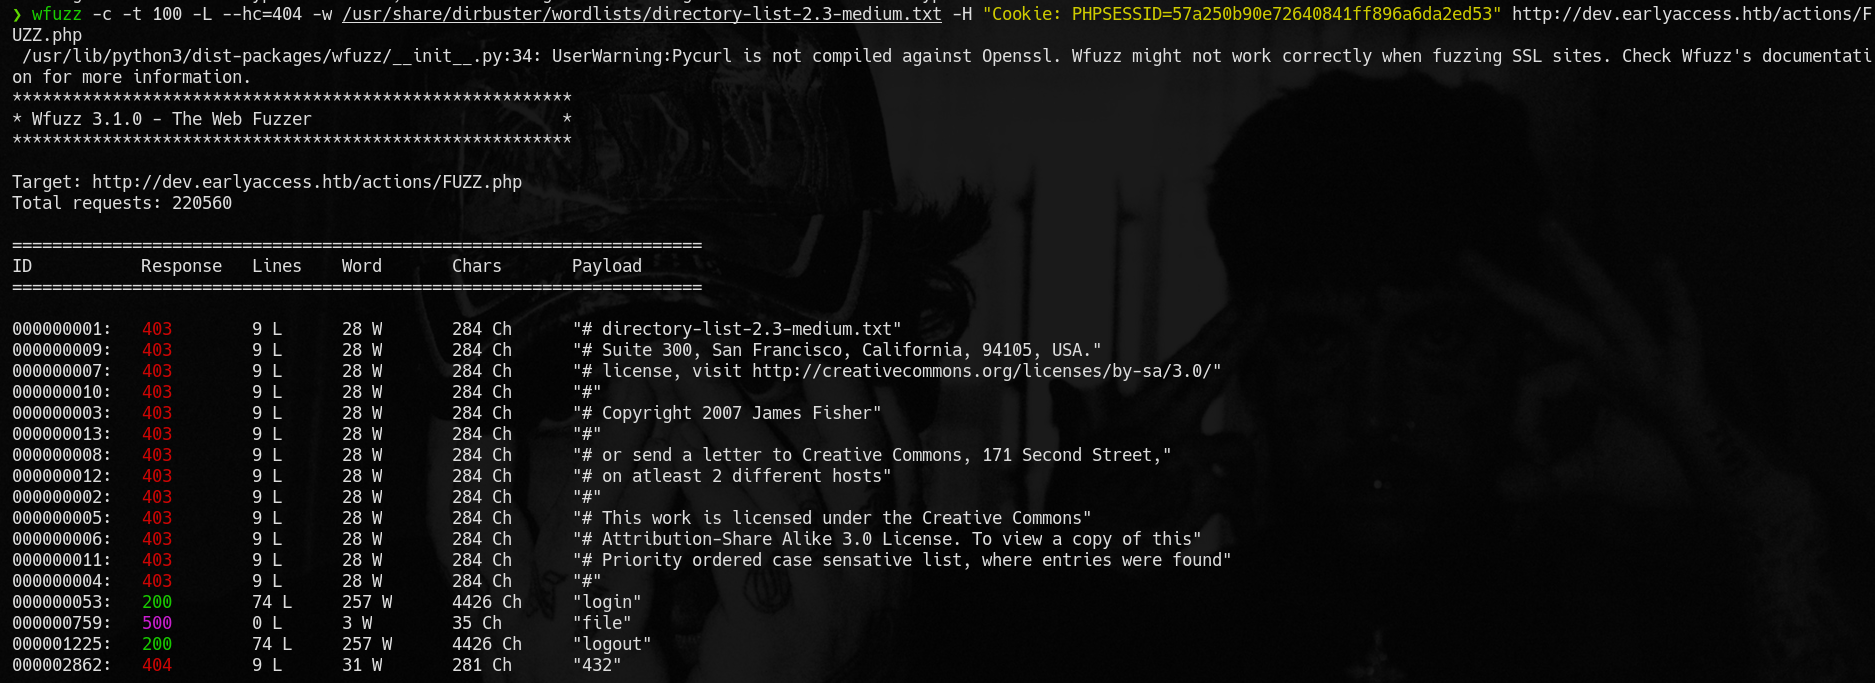 ❯ wfuzz -c -t 100 -L --hc=404 -w /usr/share/dirbuster/wordlists/directory-list-2.3-medium.txt -H "Cookie: PHPSESSID=57a250b90e72640841ff896a6da2ed53" http://dev.earlyaccess.htb/actions/F
UZZ.php
 /usr/lib/python3/dist-packages/wfuzz/__init__.py:34: UserWarning:Pycurl is not compiled against Openssl. Wfuzz might not work correctly when fuzzing SSL sites. Check Wfuzz's documentati
on for more information.
********************************************************
* Wfuzz 3.1.0 - The Web Fuzzer                         *
********************************************************

Target: http://dev.earlyaccess.htb/actions/FUZZ.php
Total requests: 220560

=====================================================================
ID           Response   Lines    Word       Chars       Payload
=====================================================================

000000001:   403        9 L      28 W       284 Ch      "# directory-list-2.3-medium.txt"
000000009:   403        9 L      28 W       284 Ch      "# Suite 300, San Francisco, California, 94105, USA."
000000007:   403        9 L      28 W       284 Ch      "# license, visit http://creativecommons.org/licenses/by-sa/3.0/"
000000010:   403        9 L      28 W       284 Ch      "#"
000000003:   403        9 L      28 W       284 Ch      "# Copyright 2007 James Fisher"
000000013:   403        9 L      28 W       284 Ch      "#"
000000008:   403        9 L      28 W       284 Ch      "# or send a letter to Creative Commons, 171 Second Street,"
000000012:   403        9 L      28 W       284 Ch      "# on atleast 2 different hosts"
000000002:   403        9 L      28 W       284 Ch      "#"
000000005:   403        9 L      28 W       284 Ch      "# This work is licensed under the Creative Commons"
000000006:   403        9 L      28 W       284 Ch      "# Attribution-Share Alike 3.0 License. To view a copy of this"
000000011:   403        9 L      28 W       284 Ch      "# Priority ordered case sensative list, where entries were found"
000000004:   403        9 L      28 W       284 Ch      "#"
000000053:   200        74 L     257 W      4426 Ch     "login"
000000759:   500        0 L      3 W        35 Ch       "file"
000001225:   200        74 L     257 W      4426 Ch     "logout"
000002862:   404        9 L      31 W       281 Ch      "432"